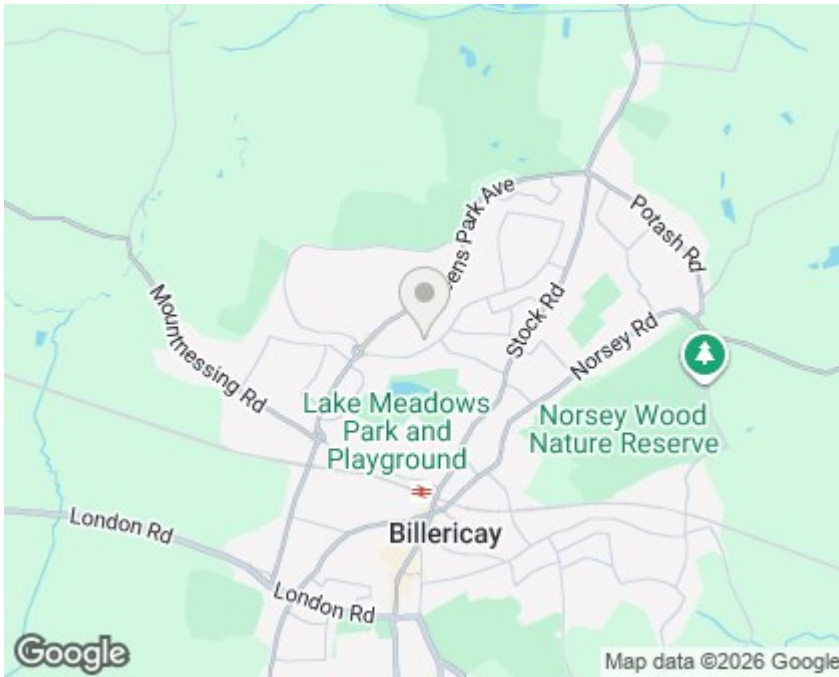 ens Park Ave
Potash Rd
Stock Rd
Mountnessing Rd
Norsey Rd
Lake Meadows
Park and
Playground
Norsey Wood
Nature Reserve
London Rd
Billericay
London Rd
Google
Map data ©2026 Google